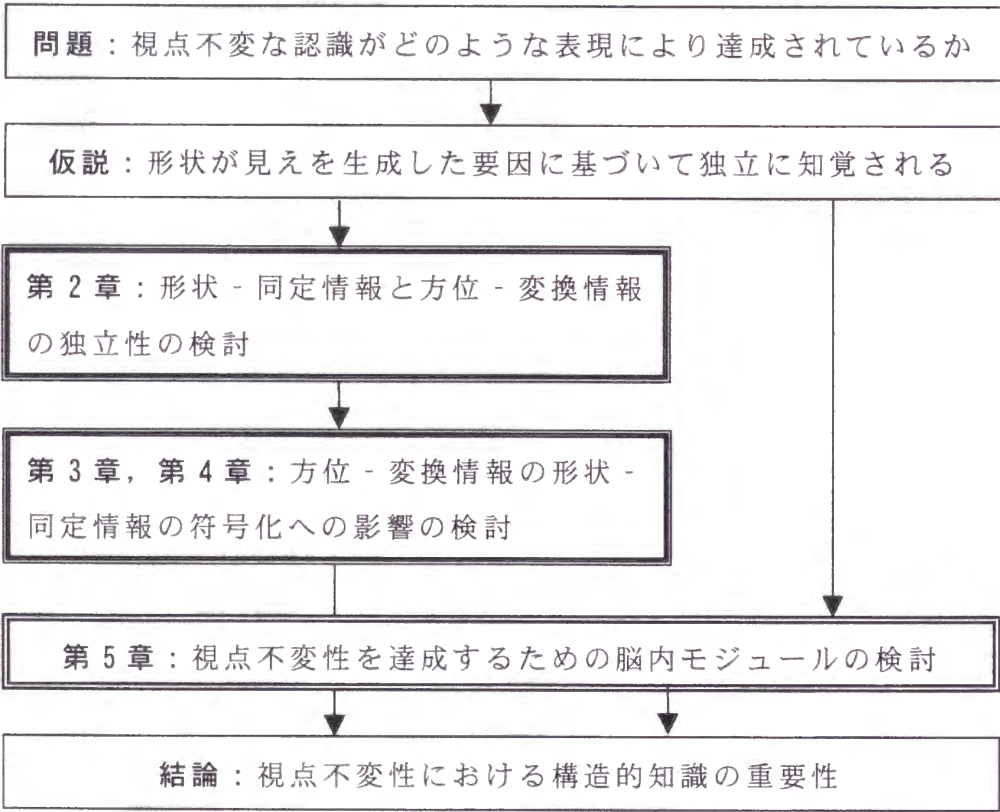 問題：視点不変な認識がどのような表現により達成されているか
仮説：形状が見えを生成した要因に基づいて独立に知覚される
第2章：形状‐同定情報と方位‐変換情報
の独立性の検討
第3章，第4章：方位‐変換情報の形状‐
同定情報の符号化への影響の検討
第5章：視点不変性を達成するための脳内モジュールの検討
結論：視点不変性における構造的知識の重要性